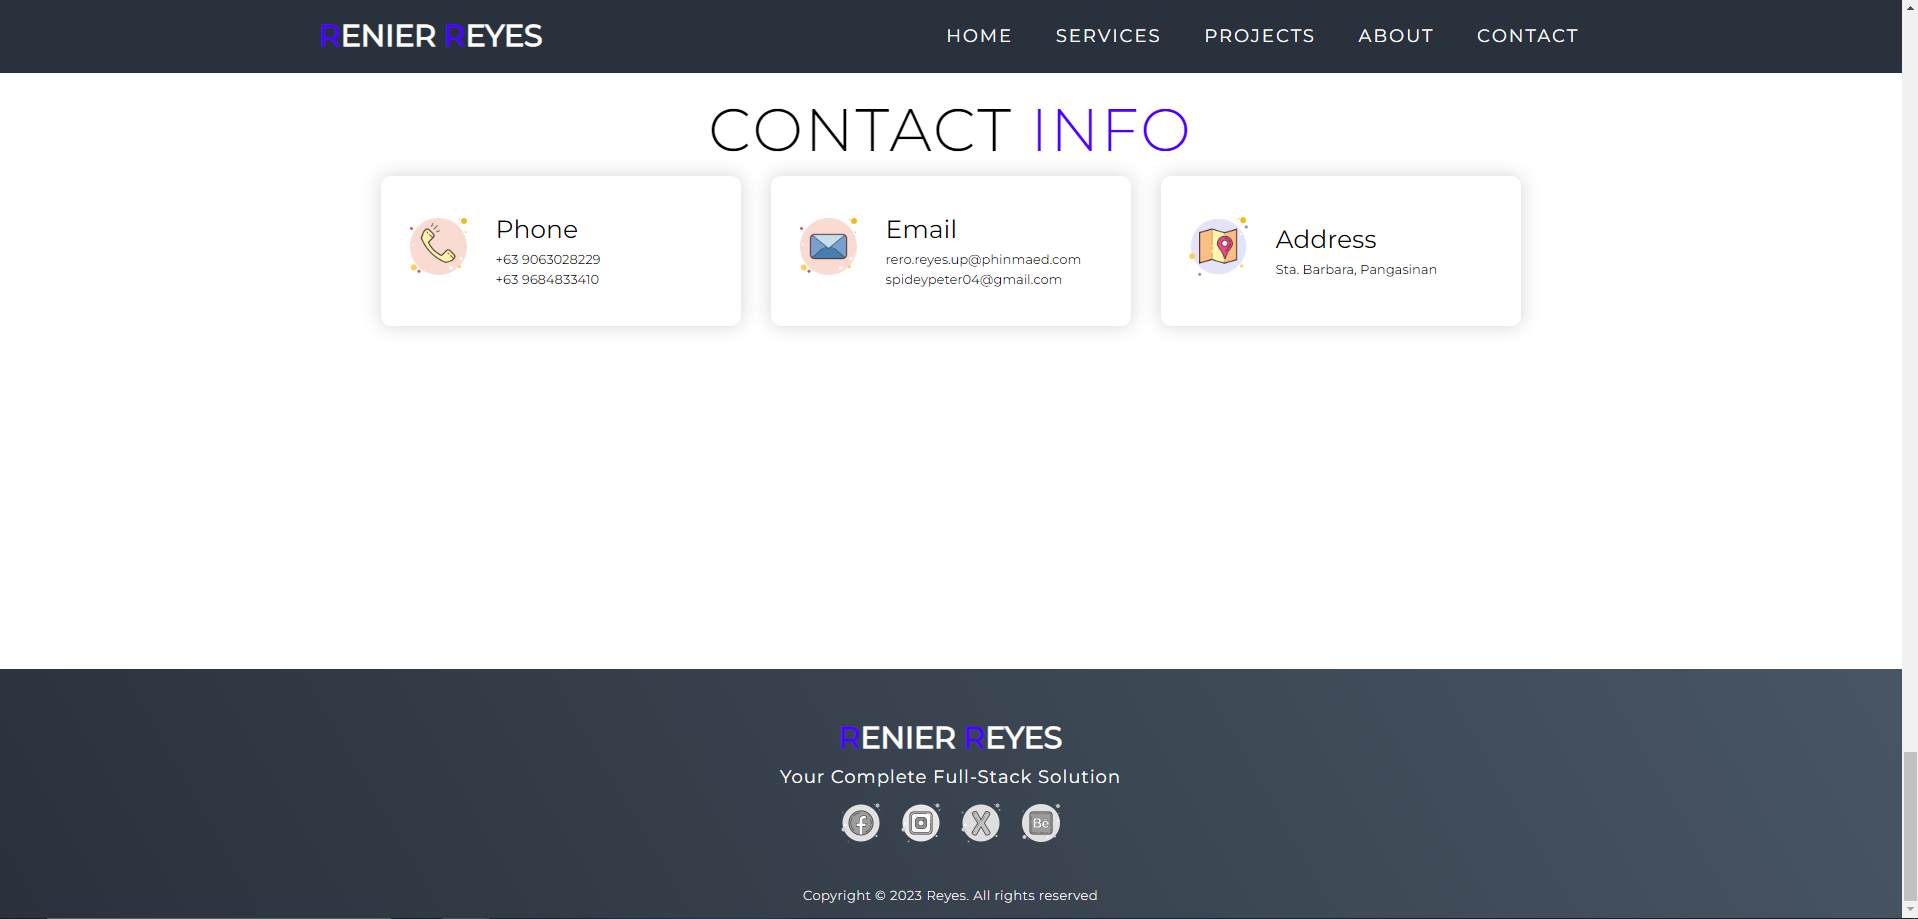 RENIER REYES
HOME SERVICES PROJECTS ABOUT CONTACT
CONTACT INFO
Phone
+63 9063028229
+63 9684833410
Email
rero.reyes.up@phinmaed.com
spideypeter04@gmail.com
Address
Sta. Barbara, Pangasinan
RENIER REYES
Your Complete Full-Stack Solution
Bē
Copyright © 2023 Reyes. All rights reserved